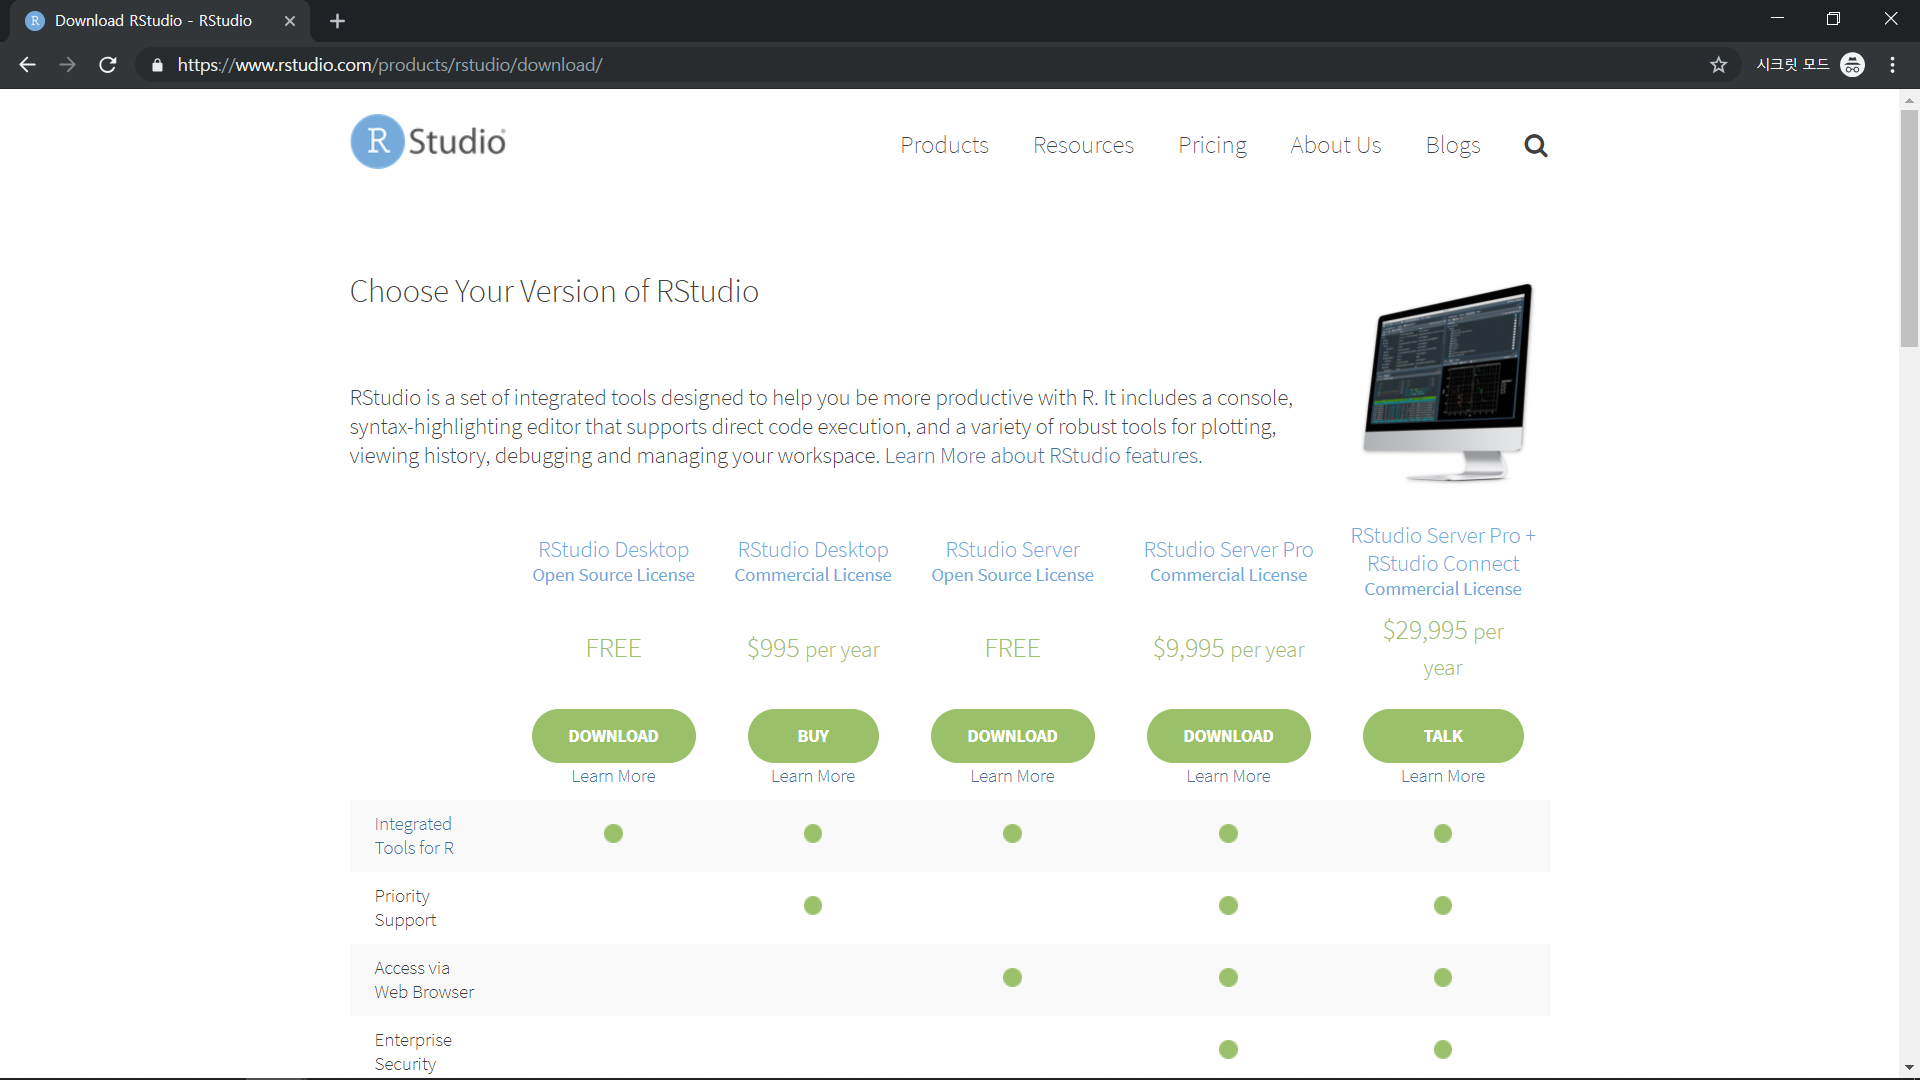 Download RStudio - RStudio
https://www.rstudio.com/products/rstudio/download/
시크릿 모드
R Studio
Products Resources Pricing About Us Blogs
Choose Your Version of RStudio
RStudio is a set of integrated tools designed to help you be more productive with R. It includes a console,
syntax-highlighting editor that supports direct code execution, and a variety of robust tools for plotting,
viewing history, debugging and managing your workspace. Learn More about RStudio features.
RStudio Desktop
Open Source License
FREE
DOWNLOAD
Learn More
RStudio Desktop
Commercial License
$995 per year
BUY
Learn More
RStudio Server
Open Source License
FREE
DOWNLOAD
Learn More
RStudio Server Pro
Commercial License
$9,995 per year
DOWNLOAD
Learn More
RStudio Server Pro +
RStudio Connect
Commercial License
$29,995 per
year
TALK
Learn More
Integrated
Tools for R
Priority
Support
Access via
Web Browser
Enterprise
Security